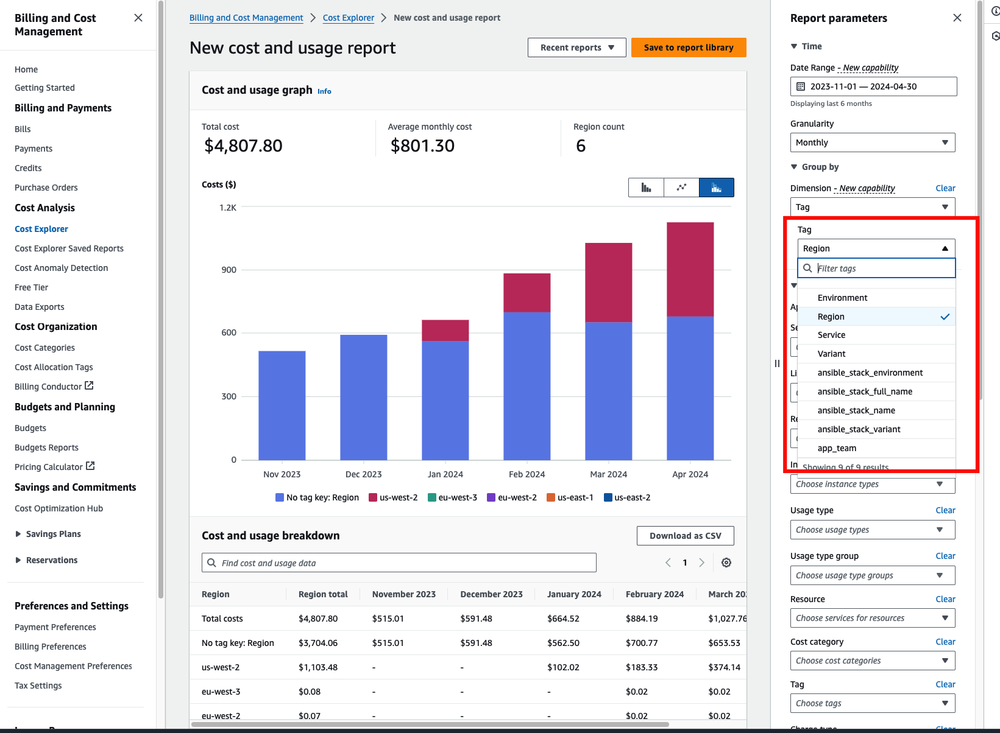 Billing and Cost
Management
Home
Getting Started
Billing and Payments
Bills
Payments
Credits
Purchase Orders
Cost Analysis
Cost Explorer
Cost Explorer Saved Reports
Cost Anomaly Detection
Free Tier
Data Exports
Cost Organization
Cost Categories
Cost Allocation Tags
Billing Conductor
Budgets and Planning
Budgets
Budgets Reports
Pricing Calculator
Savings and Commitments
Cost Optimization Hub
Savings Plans
Reservations
Preferences and Settings
Payment Preferences
Billing Preferences
Cost Management Preferences
Tax Settings
Billing and Cost Management > Cost Explorer > New cost and usage report
New cost and usage report
Recent reports
Save to report library
Cost and usage graph Info
Total cost
$4,807.80
Average monthly cost
$801.30
Region count
6
Costs ($)
1.2K
900
600
300
0
Nov 2023 Dec 2023 Jan 2024 Feb 2024 Mar 2024 Apr 2024
No tag key: Region us-west-2 eu-west-3 eu-west-2 us-east-1 us-east-2
Cost and usage breakdown
Download as CSV
Find cost and usage data
1
Region Region total November 2023 December 2023 January 2024 February 2024 March 202
Total costs $4,807.80 $515.01 $591.48 $664.52 $884.19 $1,027.76
No tag key: Region $3,704.06 $515.01 $591.48 $562.50 $700.77 $653.53
us-west-2 $1,103.48 - - $102.02 $183.33 $374.14
eu-west-3 $0.08 - - - $0.02 $0.02
eu-west-2 $0.07 $0.02 $0.02
Report parameters
Time
Date Range - New capability
2023-11-01 — 2024-04-30
Displaying last 6 months
Granularity
Monthly
Group by
Dimension - New capability Clear
Tag
Tag
Region
Filter tags
Environment
Ap
Region
Se
Service
Variant
Li
ansible_stack_environment
ansible_stack_full_name
ansible_stack_name
Re
ansible_stack_variant
app_team
In
Showing 9 of 9 results
Choose instance types
Usage type Clear
Choose usage types
Usage type group Clear
Choose usage type groups
Resource Clear
Choose services for resources
Cost category Clear
Choose cost categories
Tag Clear
Choose tags
Charge type Clear